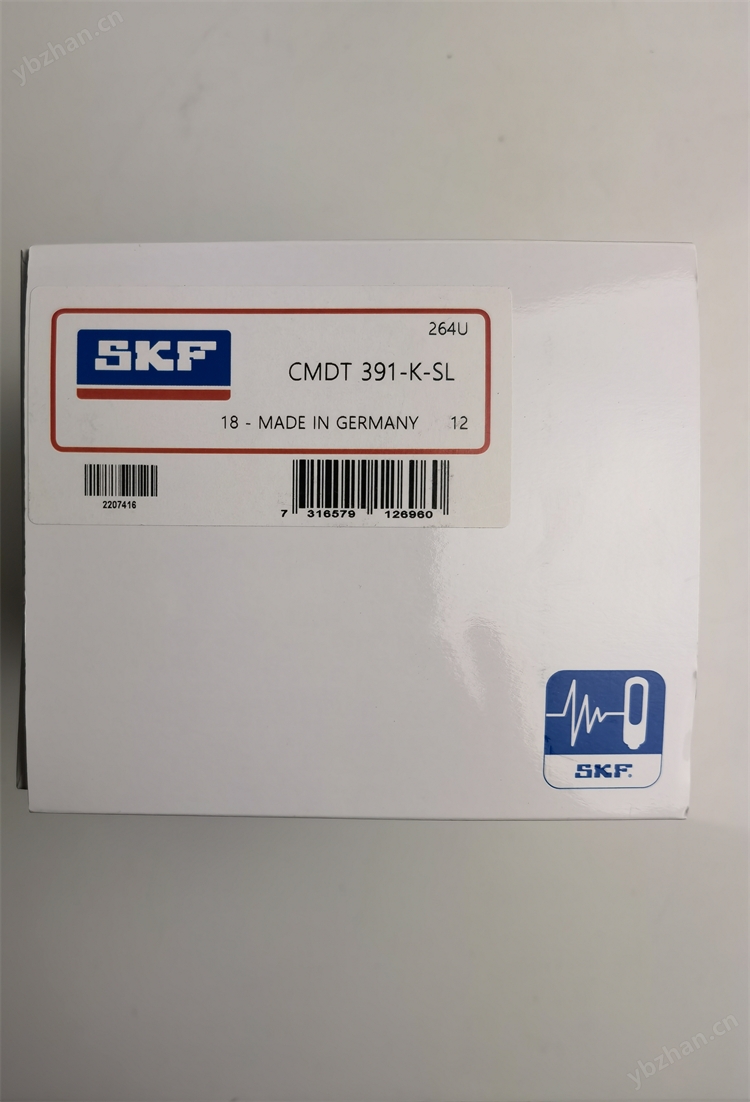 ybzhan.cn
264U
SKF
CMDT 391-K-SL
18 - MADE IN GERMANY 12
2207416
7 316579 126960
SKF.
ybzhan.cn